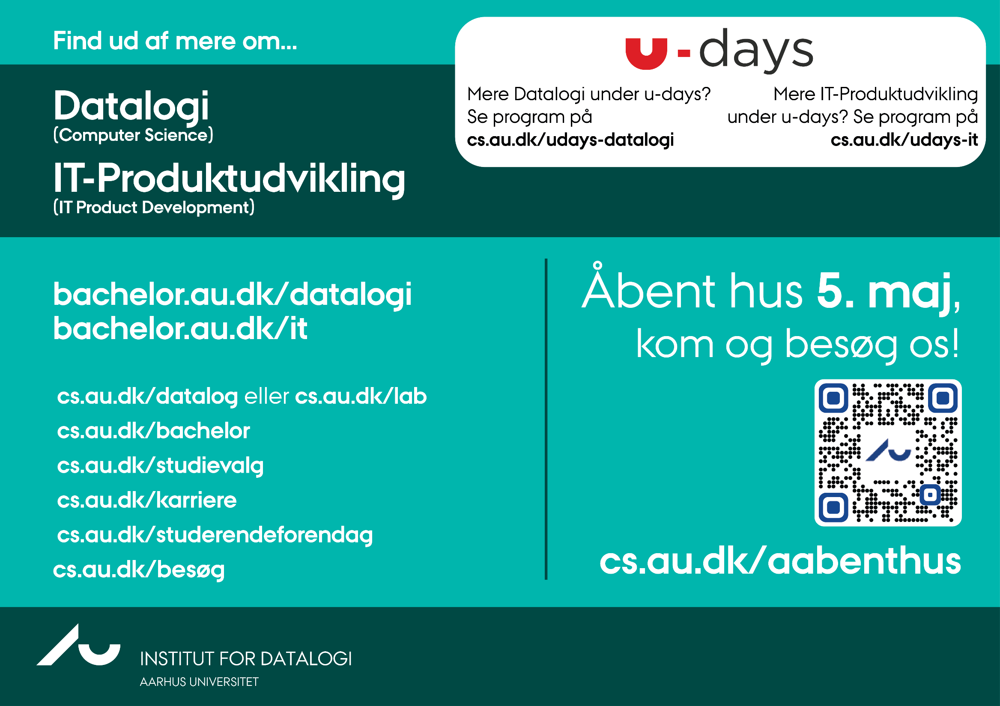 Find ud af mere om...
Datalogi
(Computer Science)
IT-Produktudvikling
(IT Product Development)
u-days
Mere Datalogi under u-days?
Se program på
cs.au.dk/udays-datalogi
Mere IT-Produktudvikling
under u-days? Se program på
cs.au.dk/udays-it
bachelor.au.dk/datalogi
bachelor.au.dk/it
cs.au.dk/datalog eller cs.au.dk/lab
cs.au.dk/bachelor
cs.au.dk/studievalg
cs.au.dk/karriere
cs.au.dk/studerendeforendag
cs.au.dk/besøg
Åbent hus 5. maj,
kom og besøg os!
cs.au.dk/aabenthus
INSTITUT FOR DATALOGI
AARHUS UNIVERSITET